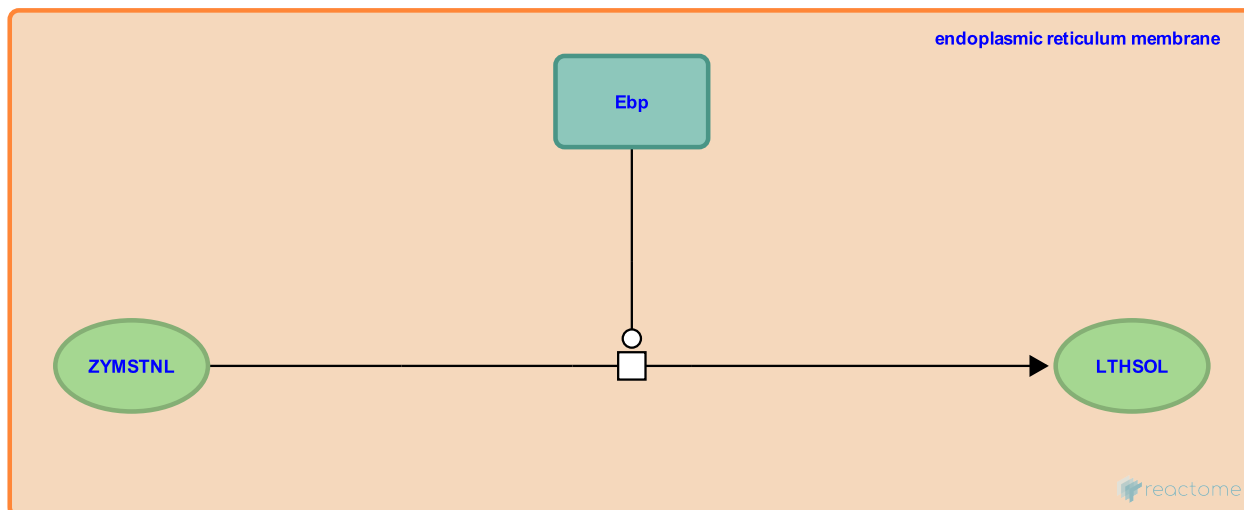 endoplasmic reticulum membrane
Ebp
ZYMSTNL
LTHSOL
reactome